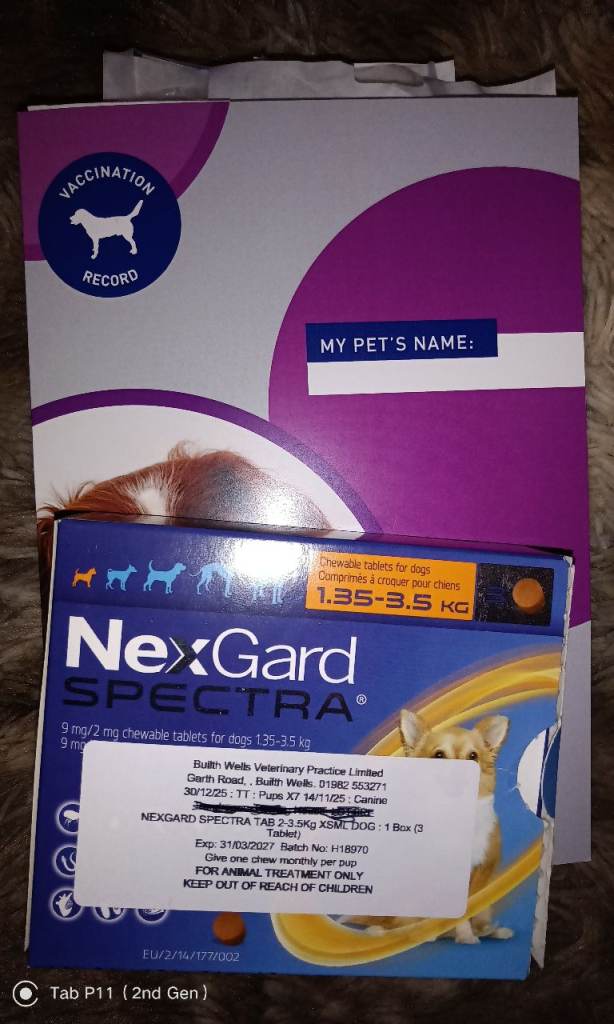 VACCINATION
RECORD
MY PET'S NAME:
Chewable tablets for dogs
Comprimés à croquer pour chiens
1.35-3.5 KG
NexGard
SPECTRA®
9 mg/2 mg chewable tablets for dogs 1.35-3.5 kg
9 mg
Builth Wells Veterinary Practice Limited
Garth Road, . Builth Wells. 01982 553271
30/12/25 : TT : Pups X7 14/11/25 : Canine
NEXGARD SPECTRA TAB 2-3.5Kg XSML DOG : 1 Box (3
Tablet)
Exp: 31/03/2027 Batch No: H18970
Give one chew monthly per pup
FOR ANIMAL TREATMENT ONLY
KEEP OUT OF REACH OF CHILDREN
EU/2/14/177/002
Tab P11 (2nd Gen)